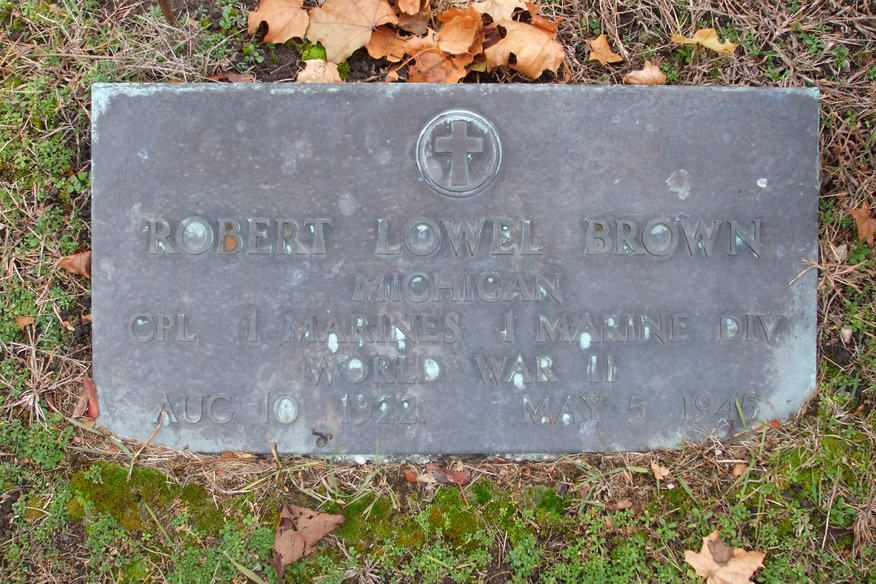 ROBERT LOWEL BROWN
MICHIGAN
CPL 1 MARINES 1 MARINE DIV
WORLD WAR II
AUG 10 1922 MAY 5 1945